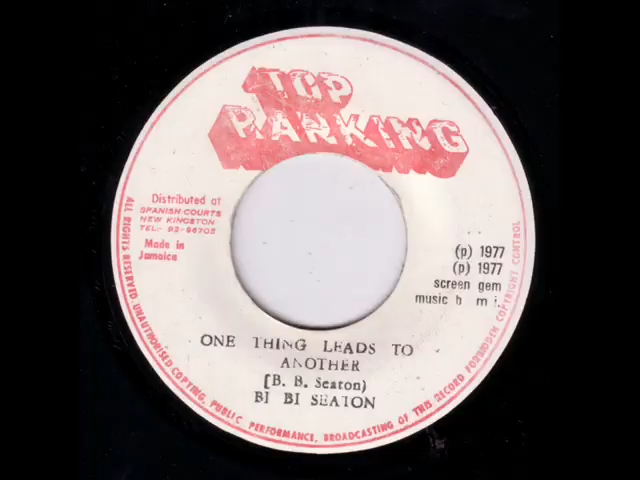 TOP
RANKING
Distributed at
SPANISH COURTS
NEW KINGSTON
TEL:- 92-96705
Made in
Jamaica
(p) 1977
(p) 1977
screen gem
music b m i.
ONE THING LEADS TO
ANOTHER
[B. B. Seaton)
BI BI SEATON
ALL RIGHTS RESERVED. UNAUTHORISED COPYING, PUBLIC PERFORMANCE, BROADCASTING OF THIS RECORD FORBIDDEN COPYRIGHT CONTROL